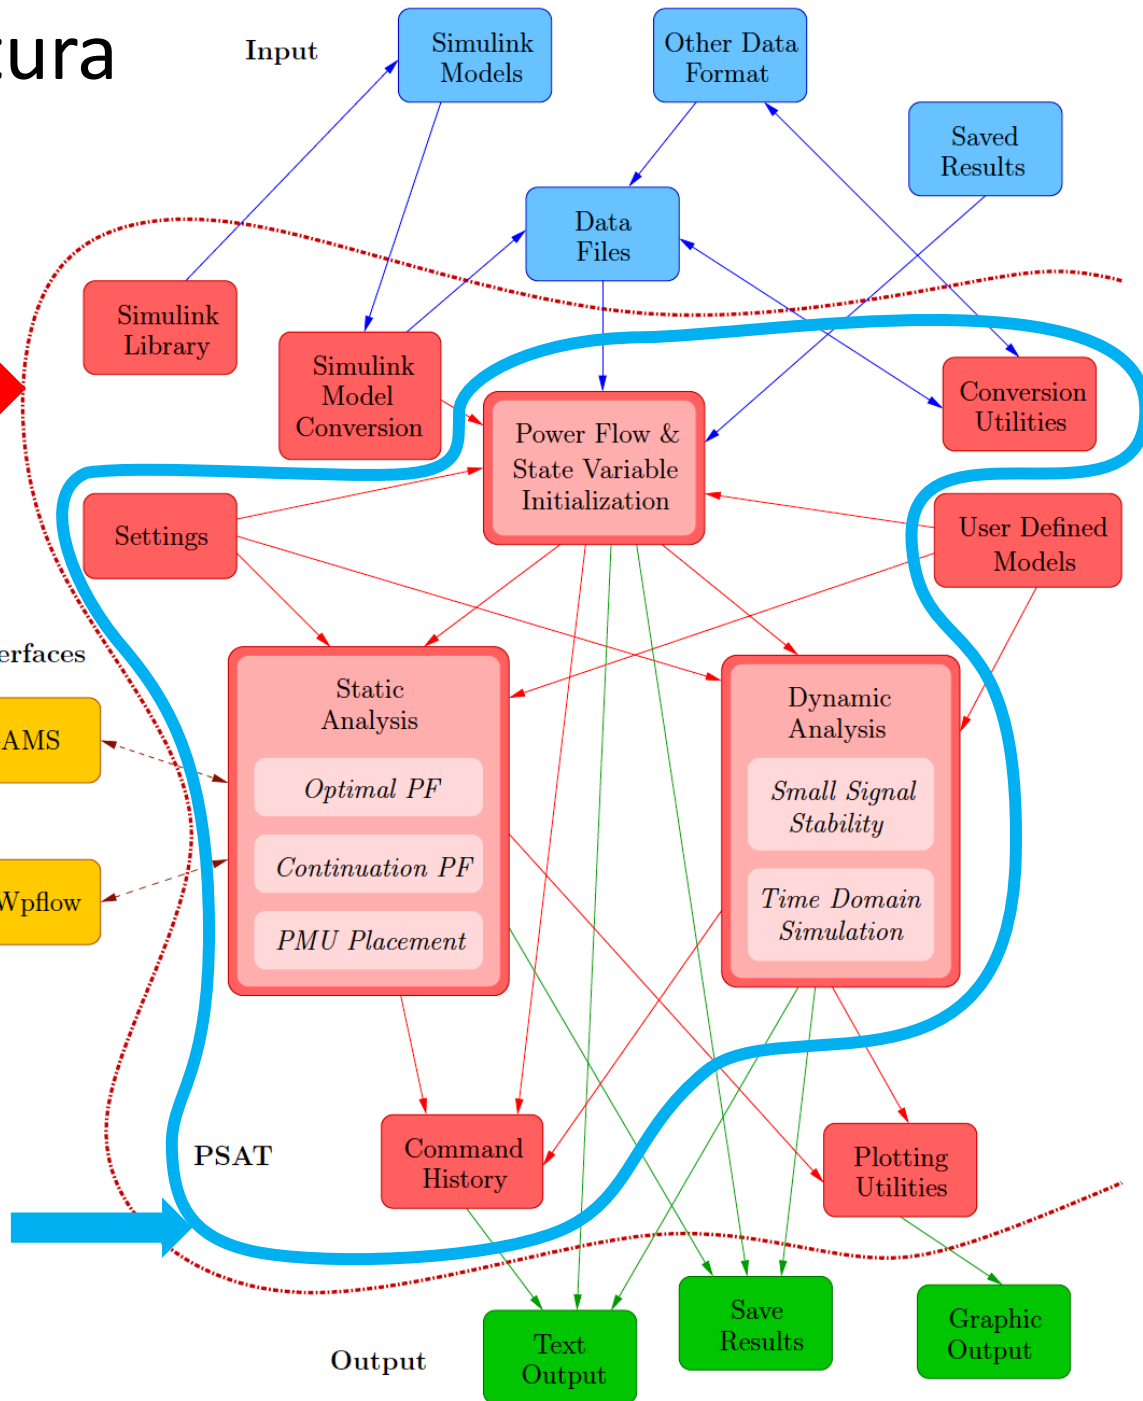 tura
Input
Simulink
Models
Other Data
Format
Saved
Results
Data
Files
Simulink
Library
Simulink
Model
Conversion
Conversion
Utilities
Power Flow &
State Variable
Initialization
Settings
User Defined
Models
erfaces
AMS
Wpflow
Static
Analysis
Optimal PF
Continuation PF
PMU Placement
Dynamic
Analysis
Small Signal
Stability
Time Domain
Simulation
PSAT
Command
History
Plotting
Utilities
Output
Text
Output
Save
Results
Graphic
Output